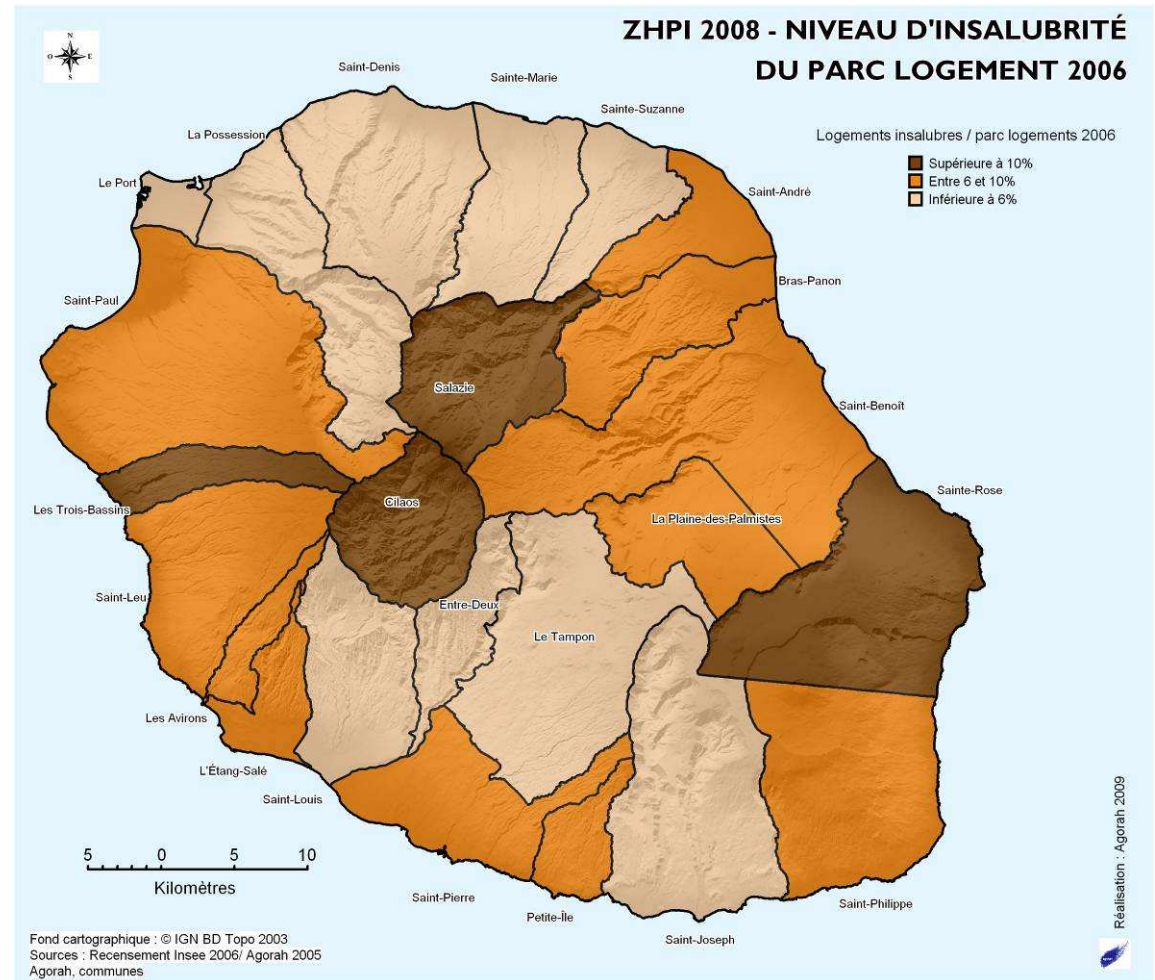 ZHPI 2008 - NIVEAU D'INSALUBRITÉ
DU PARC LOGEMENT 2006
N
O E
S
Logements insalubres / parc logements 2006
Supérieure à 10%
Entre 6 et 10%
Inférieure à 6%
Saint-Denis
Sainte-Marie
Sainte-Suzanne
La Possession
Le Port
Saint-André
Bras-Panon
Saint-Paul
Salazie
Saint-Benoît
Sainte-Rose
Cilaos
Les Trois-Bassins
La Plaine-des-Palmistes
Saint-Leu
Entre-Deux
Le Tampon
Les Avirons
L'Étang-Salé
Saint-Louis
Saint-Pierre
Petite-Île
Saint-Joseph
Saint-Philippe
5 0 5 10
Kilomètres
Fond cartographique : © IGN BD Topo 2003
Sources : Recensement Insee 2006/ Agorah 2005
Agorah, communes
Réalisation : Agorah 2009